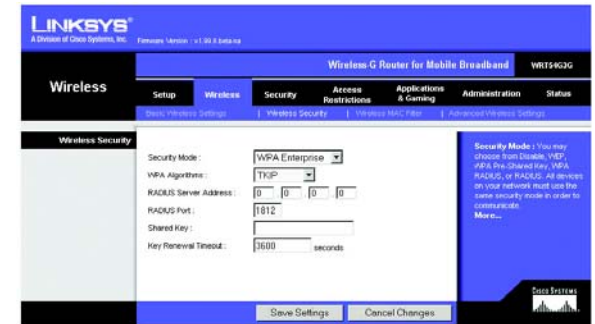 LINKSYS®
A Division of Cisco Systems, Inc.
Wireless-G Router for Mobile Broadband WRT54G3G
Wireless
Setup Wireless Security Access Restrictions Applications & Gaming Administration Status
Basic Wireless Settings | Wireless Security | Wireless MAC Filter | Advanced Wireless Settings
Wireless Security
Security Mode :
WPA Enterprise
WPA Algorithms :
TKIP
RADIUS Server Address :
0 . 0 . 0 . 0
RADIUS Port :
1812
Shared Key :
Key Renewal Timeout :
3600 seconds
Security Mode : You may
choose from Disable, WEP,
WPA Pre-Shared Key, WPA
RADIUS, or RADIUS. All devices
on your network must use the
same security mode in order to
communicate.
More...
Save Settings Cancel Changes
CISCO SYSTEMS